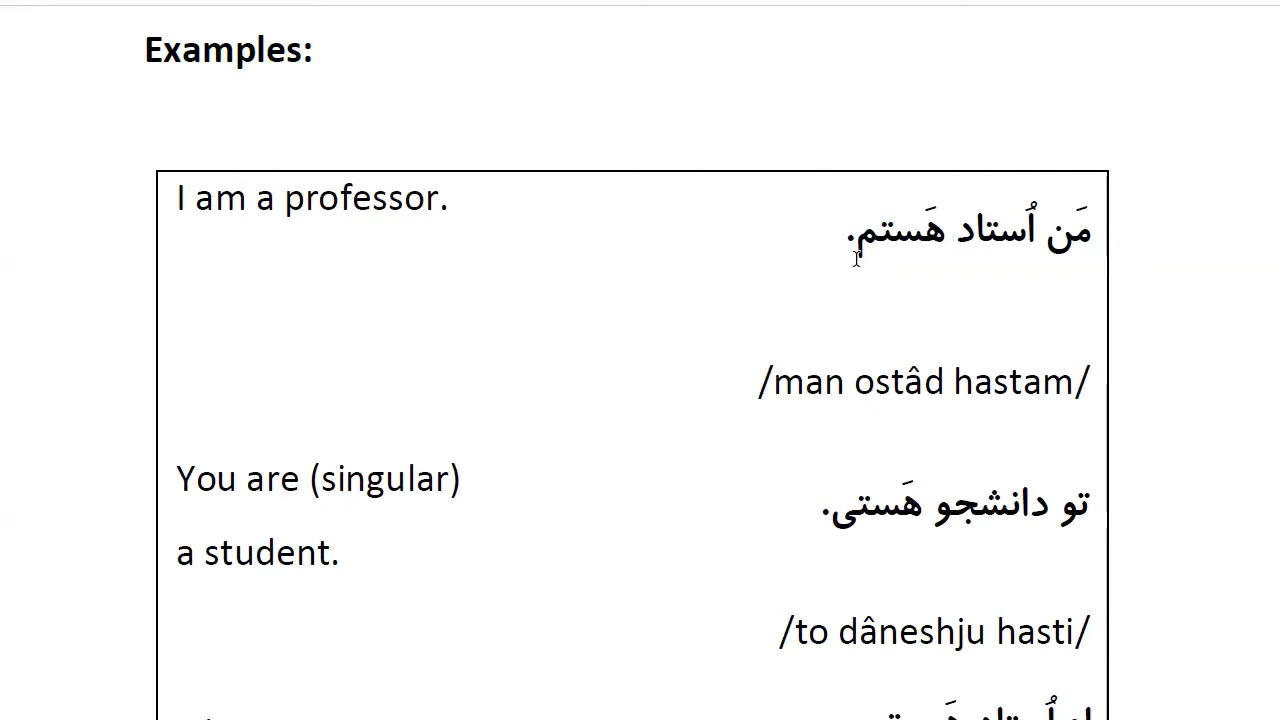 Examples:
I am a professor.
مَن اُستاد هَستم.
/man ostâd hastam/
You are (singular)
a student.
تو دانشجو هَستی.
/to dâneshju hasti/